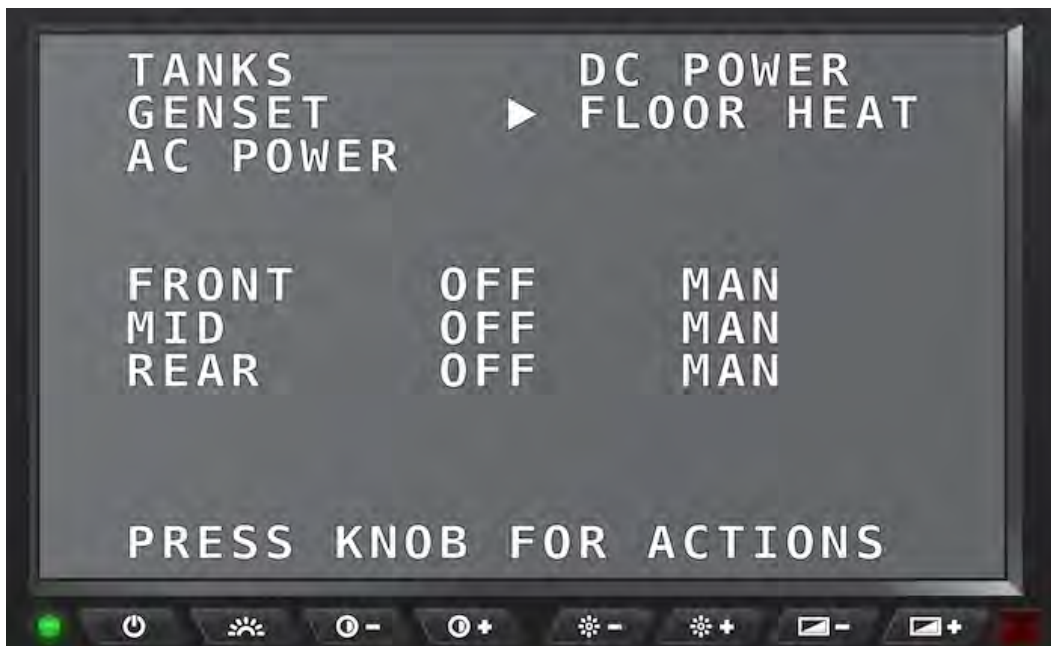 TANKS DC POWER
GENSET ▶ FLOOR HEAT
AC POWER
FRONT OFF MAN
MID OFF MAN
REAR OFF MAN
PRESS KNOB FOR ACTIONS